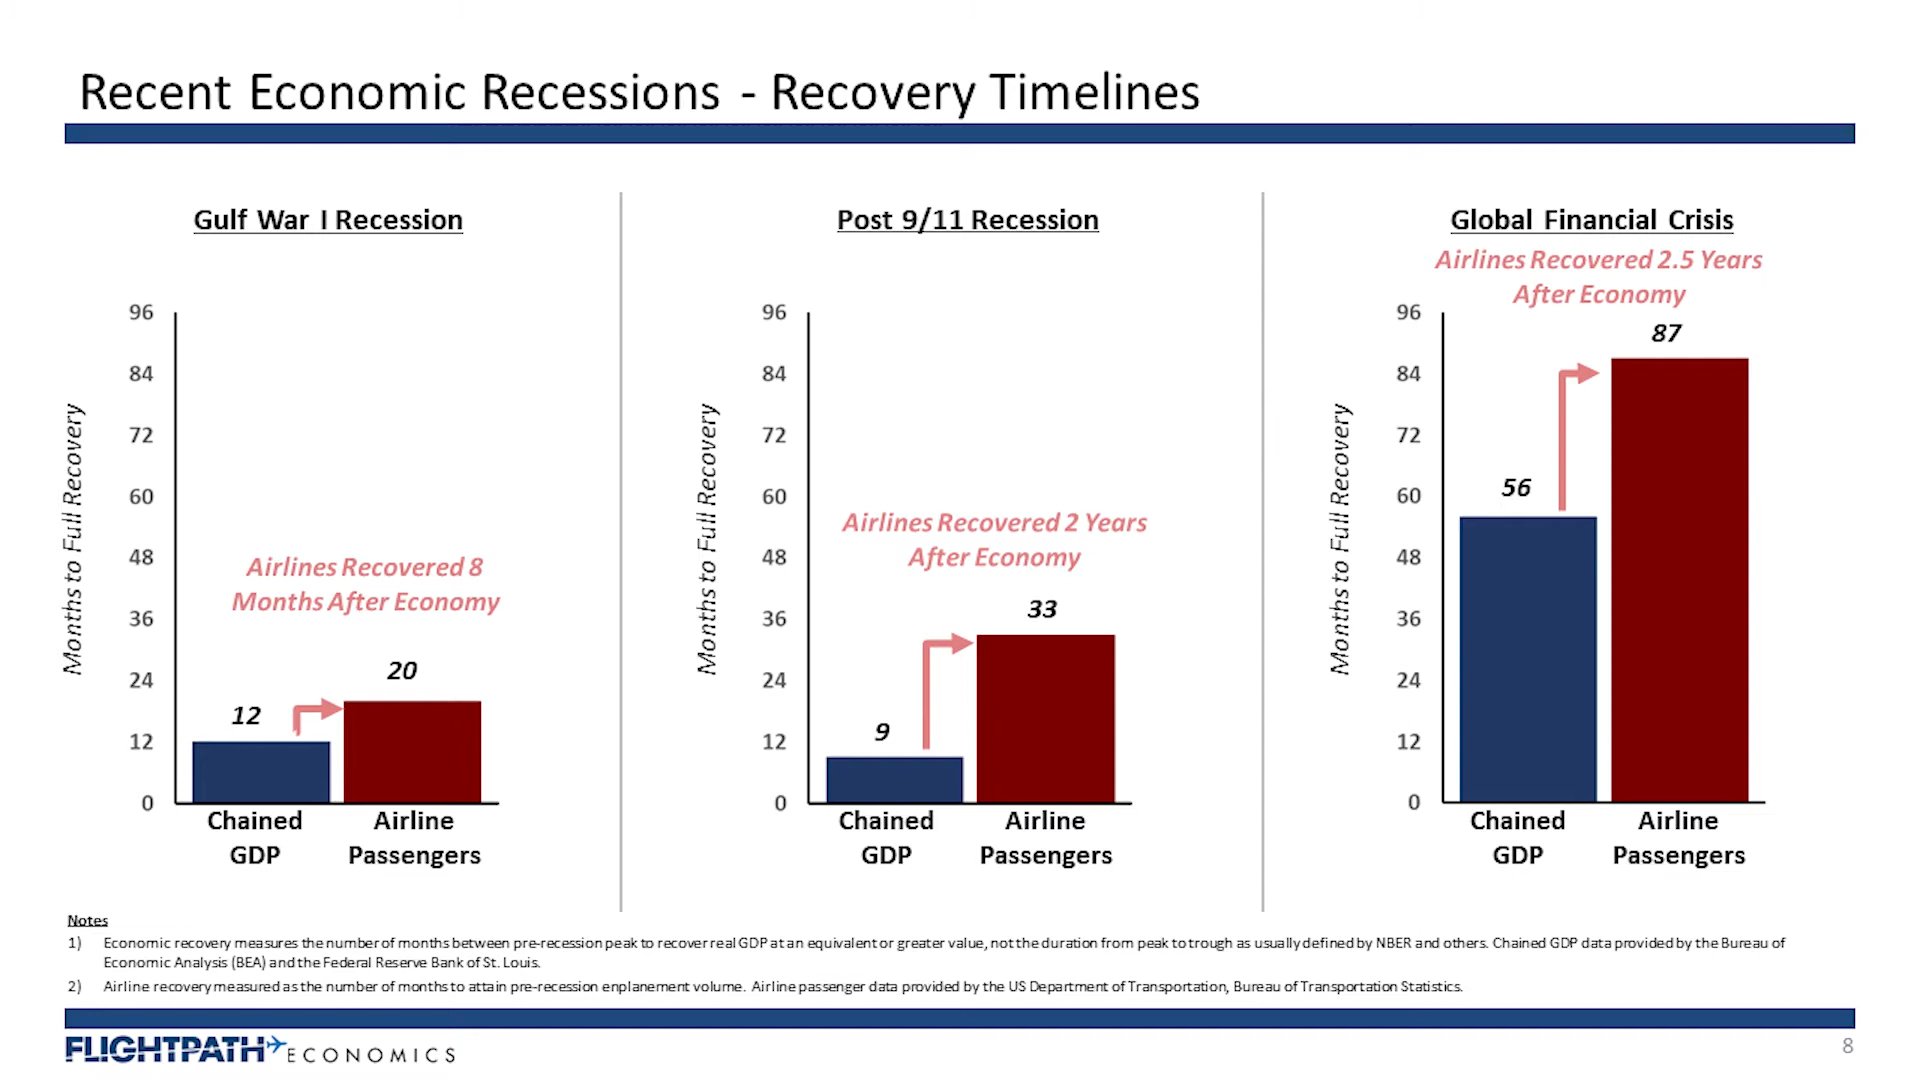 Recent Economic Recessions - Recovery Timelines
Gulf War I Recession
Months to Full Recovery
96
84
72
60
48
36
24
12
0
Airlines Recovered 8
Months After Economy
12
20
Chained
GDP
Airline
Passengers
Post 9/11 Recession
Months to Full Recovery
96
84
72
60
48
36
24
12
0
Airlines Recovered 2 Years
After Economy
9
33
Chained
GDP
Airline
Passengers
Global Financial Crisis
Airlines Recovered 2.5 Years
After Economy
Months to Full Recovery
96
84
72
60
48
36
24
12
0
56
87
Chained
GDP
Airline
Passengers
Notes
1) Economic recovery measures the number of months between pre-recession peak to recover real GDP at an equivalent or greater value, not the duration from peak to trough as usually defined by NBER and others. Chained GDP data provided by the Bureau of
Economic Analysis (BEA) and the Federal Reserve Bank of St. Louis.
2) Airline recovery measured as the number of months to attain pre-recession enplanement volume. Airline passenger data provided by the US Department of Transportation, Bureau of Transportation Statistics.
FLIGHTPATH ECONOMICS
8